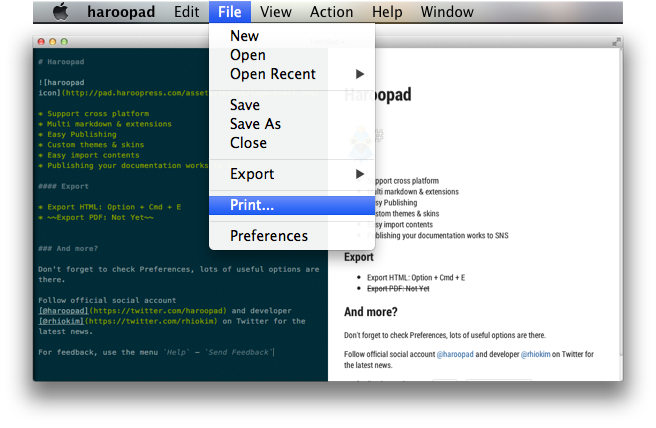 haroopad Edit File View Action Help Window
New
Open
Open Recent
Save
Save As
Close
Export
Print...
Preferences
# Haroopad
![haroop
icon](http://pad.haroopress.com/asset
* Support cross platform
* Multi markdown & extensions
* Easy Publishing
* Custom themes & skins
* Easy import contents
* Publishing your documentation works
#### Export
* Export HTML: Option + Cmd + E
* ~~Export PDF: Not Yet~~
### And more?
Don't forget to check Preferences, lots of useful options are
there.
Follow official social account
[@haroopad](https://twitter.com/haroopad) and developer
[@rhiokim](https://twitter.com/rhiokim) on Twitter for the
latest news.
For feedback, use the menu `Help` – `Send Feedback`
Haroopad
Support cross platform
Multi markdown & extensions
Easy Publishing
Custom themes & skins
Easy import contents
Publishing your documentation works to SNS
Export
Export HTML: Option + Cmd + E
Export PDF: Not Yet
And more?
Don't forget to check Preferences, lots of useful options are there.
Follow official social account @haroopad and developer @rhiokim on Twitter for
the latest news.